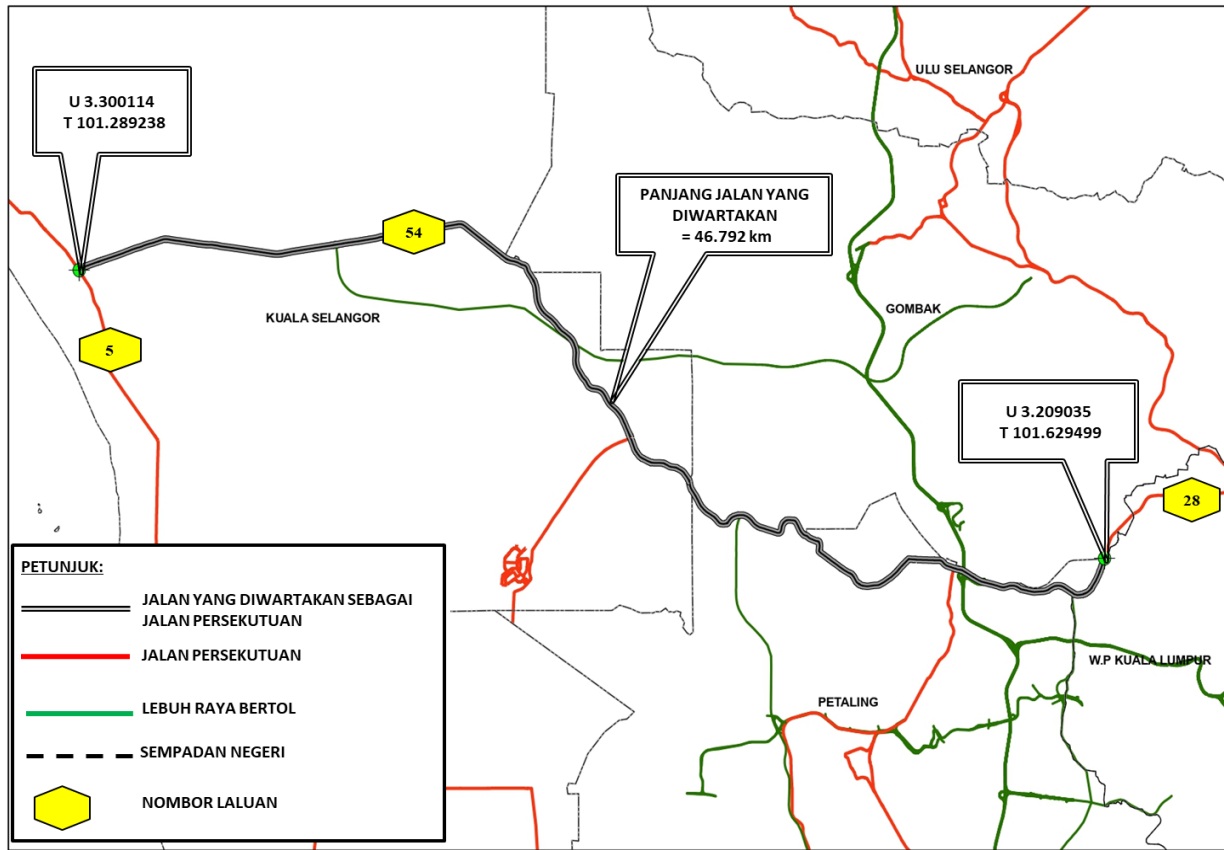 ULU SELANGOR
U 3.300114
T 101.289238
PANJANG JALAN YANG
DIWARTAKAN
= 46.792 km
54
KUALA SELANGOR
GOMBAK
5
U 3.209035
T 101.629499
28
PETUNJUK:
JALAN YANG DIWARTAKAN SEBAGAI
JALAN PERSEKUTUAN
JALAN PERSEKUTUAN
LEBUH RAYA BERTOL
SEMPADAN NEGERI
NOMBOR LALUAN
W.P KUALA LUMPUR
PETALING